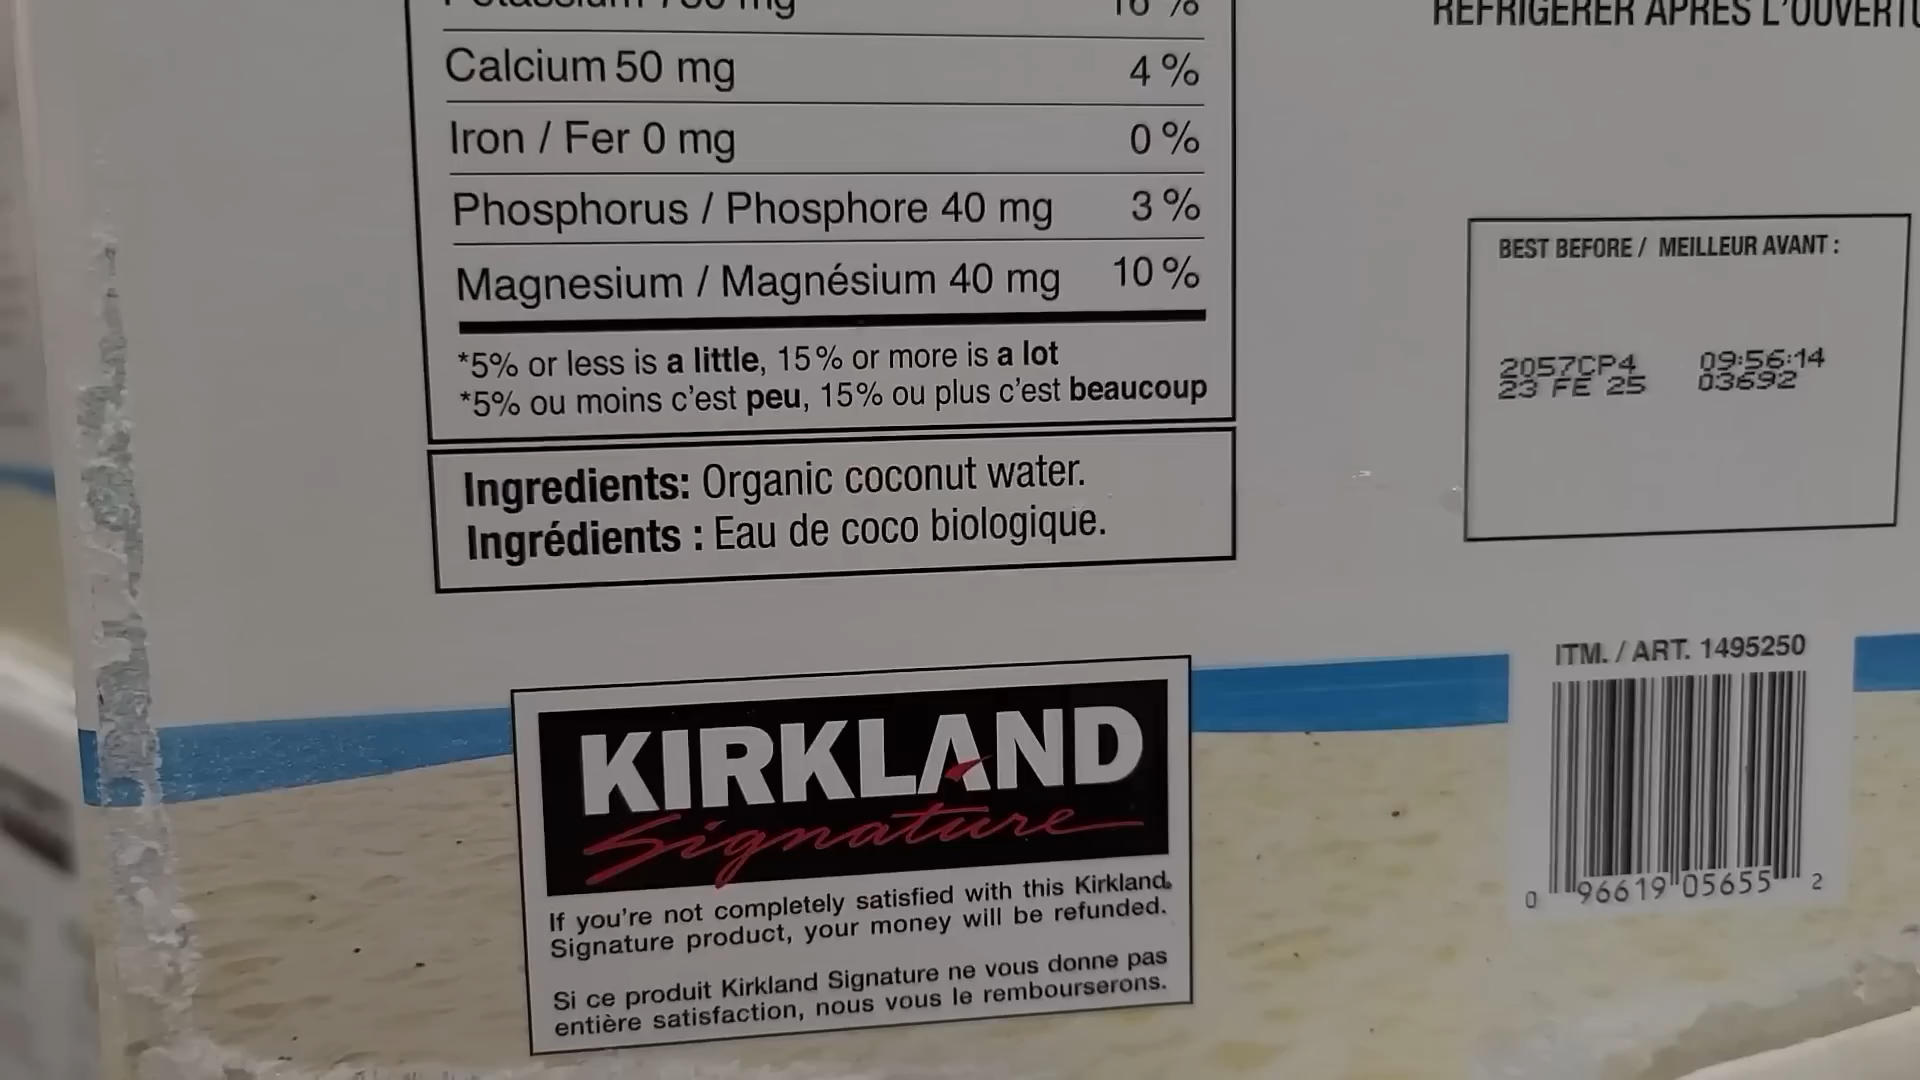 Calcium 50 mg 4 %
Iron / Fer 0 mg 0 %
Phosphorus / Phosphore 40 mg 3 %
Magnesium / Magnésium 40 mg 10 %
*5% or less is a little, 15% or more is a lot
*5% ou moins c'est peu, 15% ou plus c'est beaucoup
Ingredients: Organic coconut water.
Ingrédients : Eau de coco biologique.
KIRKLAND
Signature
If you're not completely satisfied with this Kirkland
Signature product, your money will be refunded.
Si ce produit Kirkland Signature ne vous donne pas
entière satisfaction, nous vous le rembourserons.
REFRIGERER APRÈS L'OUVERTU
BEST BEFORE / MEILLEUR AVANT :
2057CP4 09:56:14
23 FE 25 03692
ITM. / ART. 1495250
0 96619 05655 2